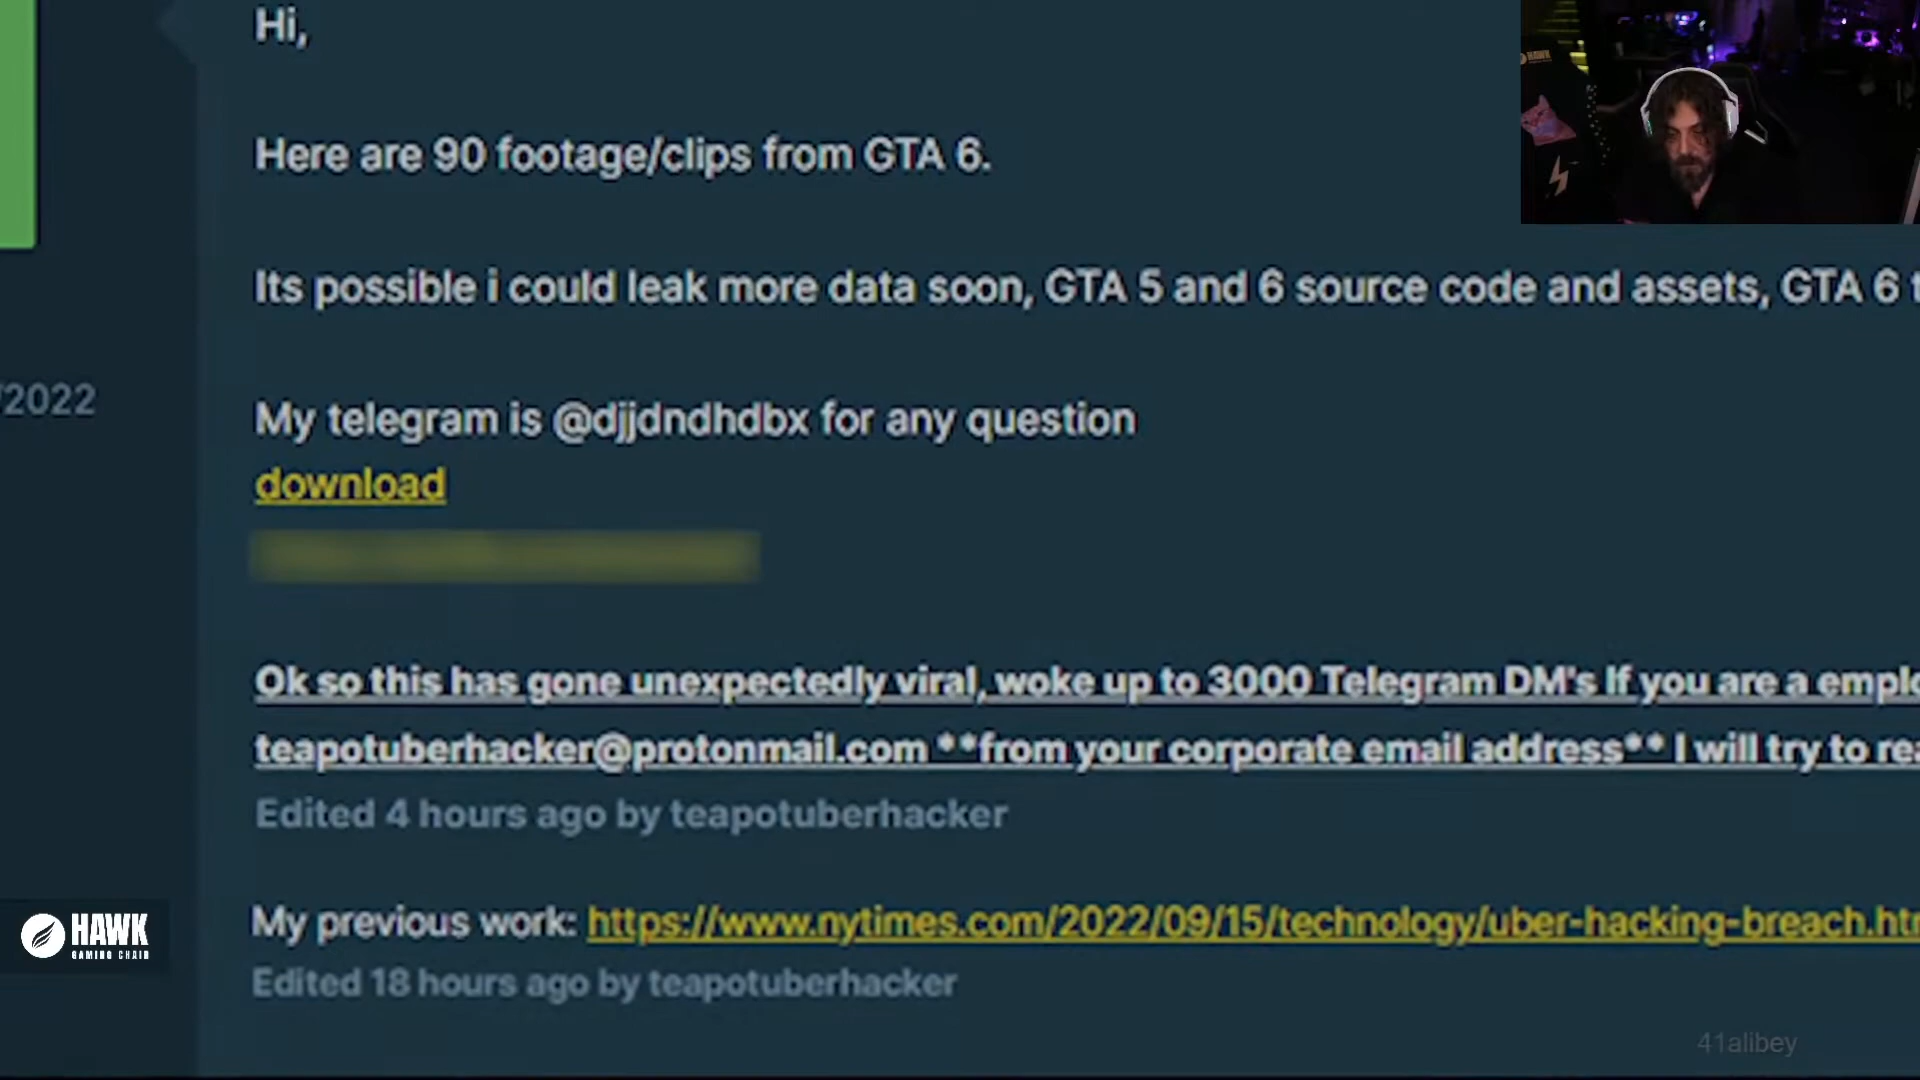 Hi,
Here are 90 footage/clips from GTA 6.
Its possible i could leak more data soon, GTA 5 and 6 source code and assets, GTA 6
/2022
My telegram is @djjdndhdbx for any question
download
Ok so this has gone unexpectedly viral, woke up to 3000 Telegram DM's If you are a
teapotuberhacker@protonmail.com **from your corporate email address** I will try to
Edited 4 hours ago by teapotuberhacker
My previous work: https://www.nytimes.com/2022/09/15/technology/uber-hacking-breach.ht
Edited 18 hours ago by teapotuberhacker
HAWK
GAMING CHAIR
41alibey
HAWK